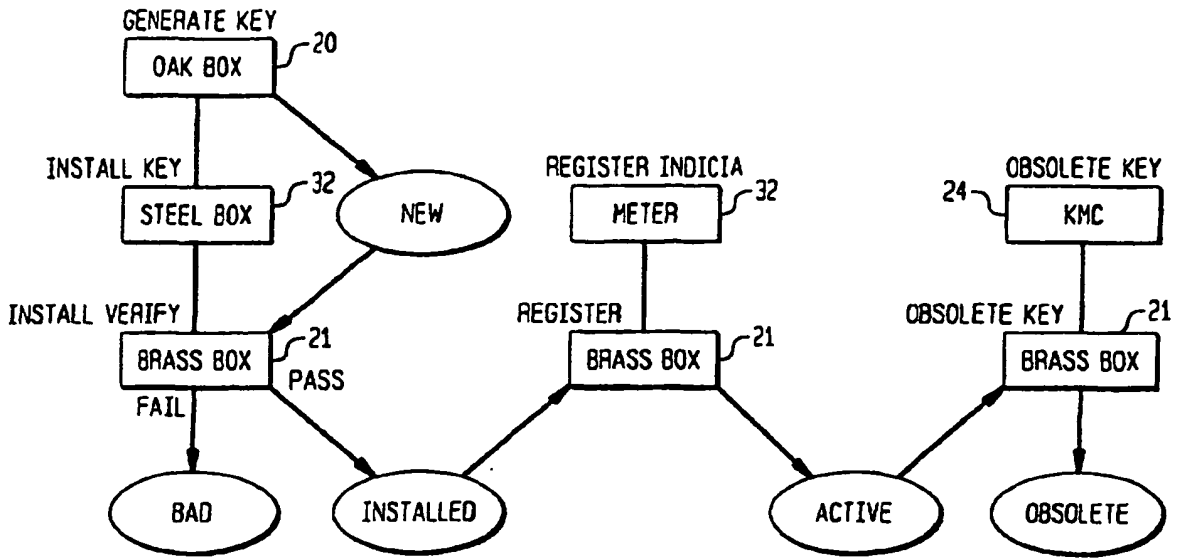 GENERATE KEY
OAK BOX
20
INSTALL KEY
STEEL BOX
32
NEW
INSTALL VERIFY
BRASS BOX
21
PASS
FAIL
BAD
INSTALLED
REGISTER INDICIA
METER
32
REGISTER
BRASS BOX
21
ACTIVE
OBSOLETE KEY
24
KMC
OBSOLETE KEY
21
BRASS BOX
OBSOLETE